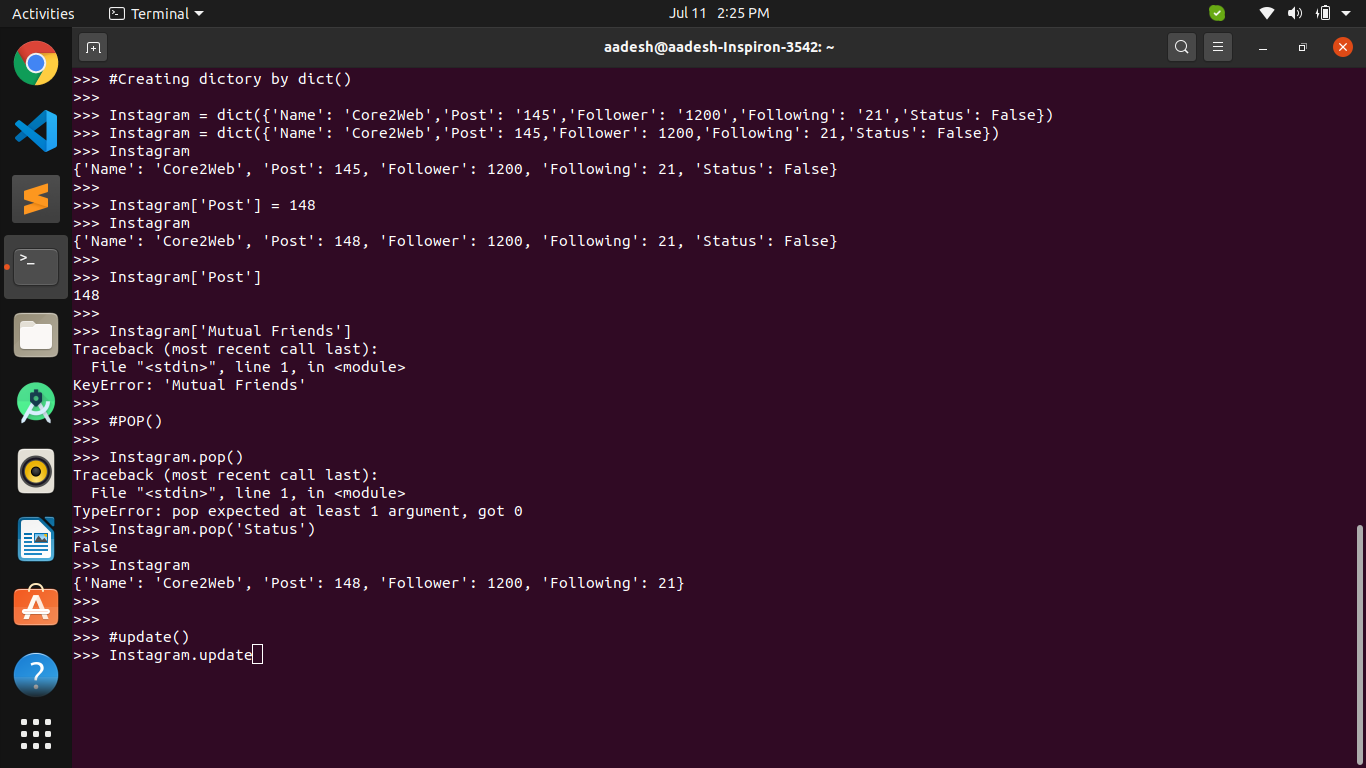 Activities
Terminal
Jul 11 2:25 PM
aadesh@aadesh-Inspiron-3542: ~
>>> #Creating dictory by dict()
>>>
>>> Instagram = dict({'Name': 'Core2Web','Post': '145','Follower': '1200','Following': '21','Status': False})
>>> Instagram = dict({'Name': 'Core2Web','Post': 145,'Follower': 1200,'Following': 21,'Status': False})
>>> Instagram
{'Name': 'Core2Web', 'Post': 145, 'Follower': 1200, 'Following': 21, 'Status': False}
>>>
>>> Instagram['Post'] = 148
>>> Instagram
{'Name': 'Core2Web', 'Post': 148, 'Follower': 1200, 'Following': 21, 'Status': False}
>>>
>>> Instagram['Post']
148
>>>
>>> Instagram['Mutual Friends']
Traceback (most recent call last):
  File "<stdin>", line 1, in <module>
KeyError: 'Mutual Friends'
>>>
>>> #POP()
>>>
>>> Instagram.pop()
Traceback (most recent call last):
  File "<stdin>", line 1, in <module>
TypeError: pop expected at least 1 argument, got 0
>>> Instagram.pop('Status')
False
>>> Instagram
{'Name': 'Core2Web', 'Post': 148, 'Follower': 1200, 'Following': 21}
>>>
>>>
>>> #update()
>>> Instagram.update